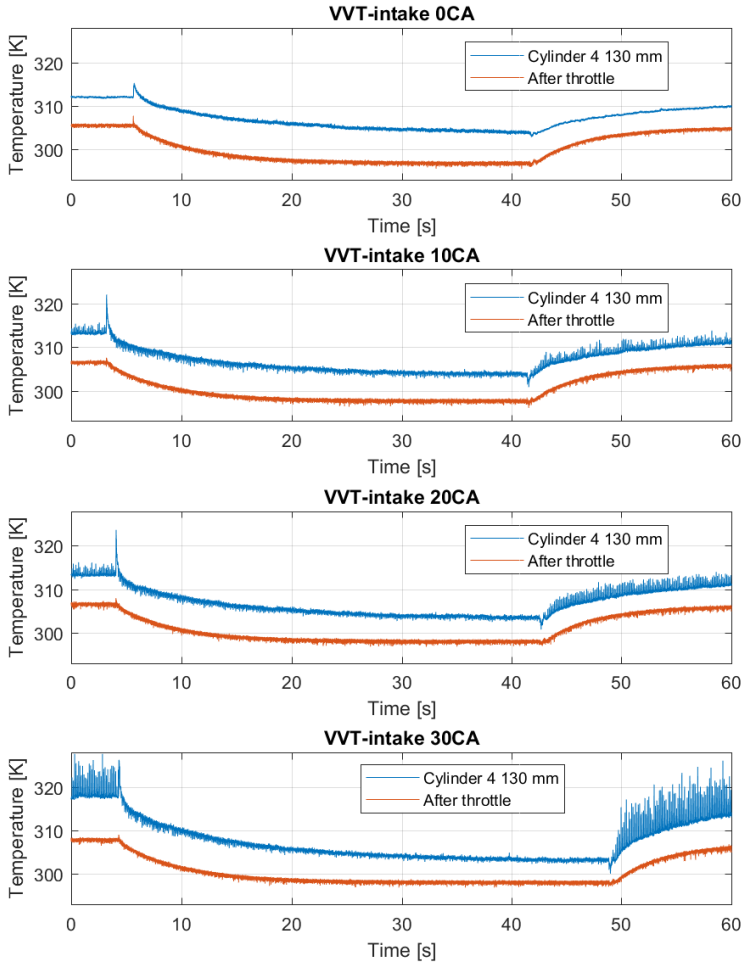 VVT-intake 0CA
Temperature [K]
320
310
300
Cylinder 4 130 mm
After throttle
0 10 20 30 40 50 60
Time [s]
VVT-intake 10CA
Temperature [K]
320
310
300
Cylinder 4 130 mm
After throttle
0 10 20 30 40 50 60
Time [s]
VVT-intake 20CA
Temperature [K]
320
310
300
Cylinder 4 130 mm
After throttle
0 10 20 30 40 50 60
Time [s]
VVT-intake 30CA
Temperature [K]
320
310
300
Cylinder 4 130 mm
After throttle
0 10 20 30 40 50 60
Time [s]